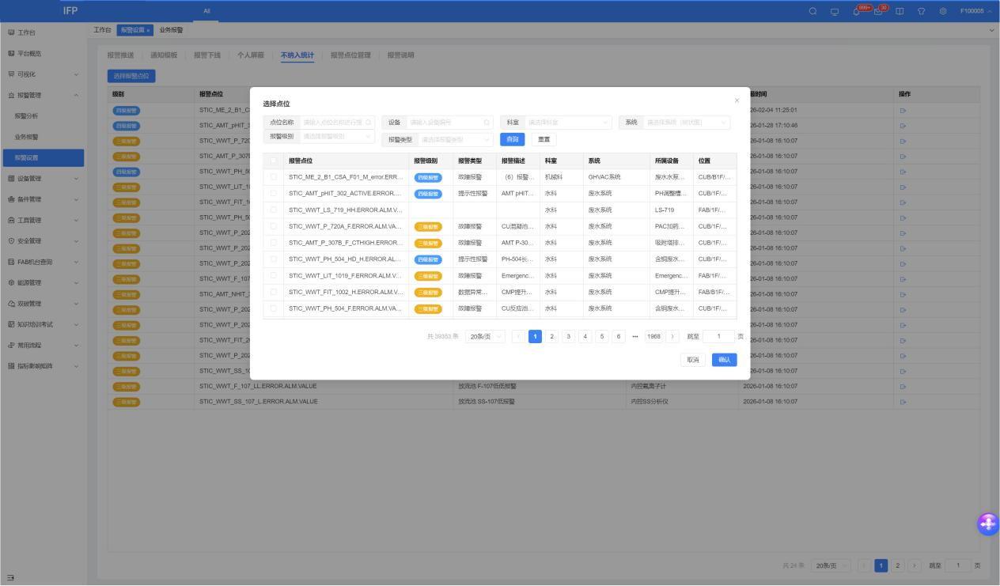 IFP
All
999+
30
F100005
工作台
平台概览
可视化
报警管理
报警分析
业务报警
报警设置
设备管理
备件管理
工具管理
安全管理
FAB机台查询
能源管理
双碳管理
知识培训考试
常用流程
指标影响矩阵
工作台 报警设置 × 业务报警
报警推送 通知模板 报警下线 个人屏蔽 不纳入统计 报警点位管理 报警说明
选择报警点位
级别 报警点位 操作
四级报警 STIC_ME_2_B1_C 26-02-04 11:25:01
四级报警 STIC_AMT_pHIT_3 26-01-28 17:10:46
三级报警 STIC_WWT_P_720 26-01-08 16:10:07
三级报警 STIC_AMT_P_307 26-01-08 16:10:07
四级报警 STIC_WWT_PH_50 26-01-08 16:10:07
三级报警 STIC_WWT_LIT_1 26-01-08 16:10:07
三级报警 STIC_WWT_FIT_1 26-01-08 16:10:07
三级报警 STIC_WWT_PH_50 26-01-08 16:10:07
三级报警 STIC_WWT_P_202 26-01-08 16:10:07
三级报警 STIC_WWT_P_202 26-01-08 16:10:07
三级报警 STIC_WWT_P_202 26-01-08 16:10:07
三级报警 STIC_WWT_F_107 26-01-08 16:10:07
三级报警 STIC_AMT_NHIT_ 26-01-08 16:10:07
三级报警 STIC_WWT_P_202 26-01-08 16:10:07
三级报警 STIC_WWT_P_202 26-01-08 16:10:07
三级报警 STIC_WWT_FIT_2 26-01-08 16:10:07
三级报警 STIC_WWT_P_202 26-01-08 16:10:07
三级报警 STIC_WWT_SS_10 26-01-08 16:10:07
三级报警 STIC_WWT_F_107_LL.ERROR.ALM.VALUE 放流池 F-107低低报警 内控氟离子计 2026-01-08 16:10:07
三级报警 STIC_WWT_SS_107_L.ERROR.ALM.VALUE 放流池 SS-107低报警 内控SS分析仪 2026-01-08 16:10:07
共 24 条 20条/页 1 2 跳至 1 页
选择点位
点位名称 请输入点位名称进行搜 设备 请输入设备编号 科室 请选择科室 系统 请选择系统（树状图）
报警级别 请选择报警级别 报警类型 请选择报警类型 查询 重置
报警点位 报警级别 报警类型 报警描述 科室 系统 所属设备 位置
STIC_ME_2_B1_CSA_F01_M_error.ERR... 四级报警 故障报警 （6）报警... 机械科 GHVAC系统 废水水泵... CUB/B1F/...
STIC_AMT_pHIT_302_ACTIVE.ERROR.... 四级报警 提示性报警 AMT pHIT... 水科 废水系统 PH调整槽... CUB/1F/...
STIC_WWT_LS_719_HH.ERROR.ALM.V... 水科 废水系统 LS-719 FAB/1F/...
STIC_WWT_P_720A_F.ERROR.ALM.VA... 三级报警 故障报警 CU混凝池... 水科 废水系统 PAC加药... CUB/1F/...
STIC_AMT_P_307B_F_CTHIGH.ERROR... 三级报警 故障报警 AMT P-30... 水科 废水系统 吸附塔排... CUB/1F/...
STIC_WWT_PH_504_HD_H.ERROR.AL... 四级报警 提示性报警 PH-504长... 水科 废水系统 含铜废水... CUB/1F/...
STIC_WWT_LIT_1019_F.ERROR.ALM.V... 三级报警 故障报警 Emergenc... 水科 废水系统 Emergenc... FAB/1F/...
STIC_WWT_FIT_1002_H.ERROR.ALM.V... 三级报警 数据异常... CMP提升... 水科 废水系统 CMP提升... FAB/B1F/...
STIC_WWT_PH_504_F.ERROR.ALM.VA... 三级报警 故障报警 CU反应池... 水科 废水系统 含铜废水... CUB/1F/...
共 39353 条 20条/页 1 2 3 4 5 6 ••• 1968 跳至 1 页
取消 确认